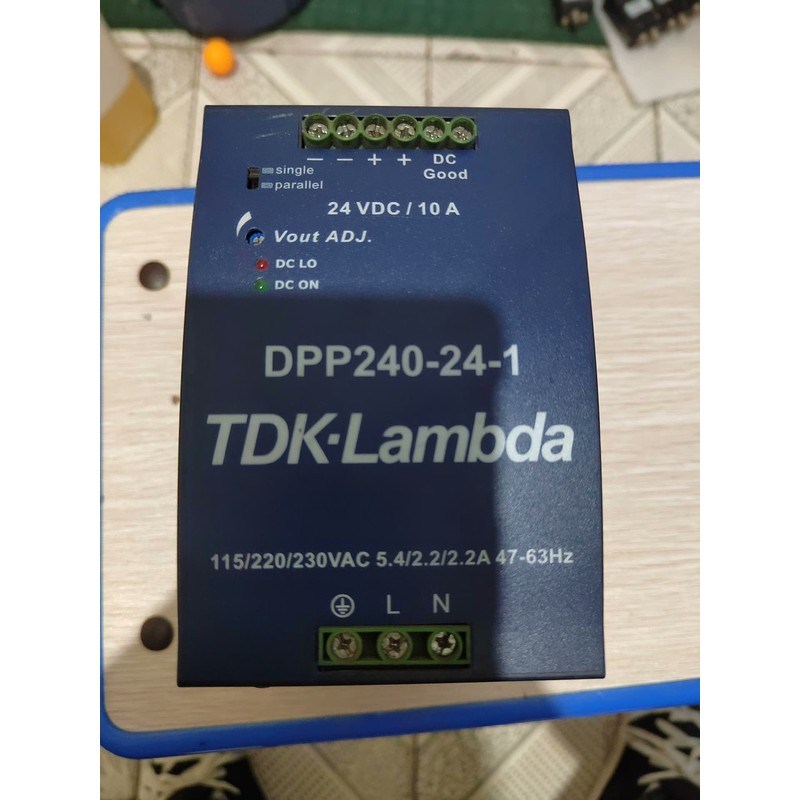 — — + + DC
Good
single
parallel
24 VDC / 10 A
Vout ADJ.
DC LO
DC ON
DPP240-24-1
TDK·Lambda
115/220/230VAC 5.4/2.2/2.2A 47-63Hz
L N